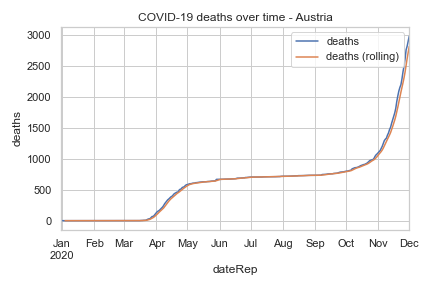 COVID-19 deaths over time - Austria
deaths
deaths (rolling)
3000
2500
2000
1500
1000
500
0
deaths
Jan Feb Mar Apr May Jun Jul Aug Sep Oct Nov Dec
2020
dateRep